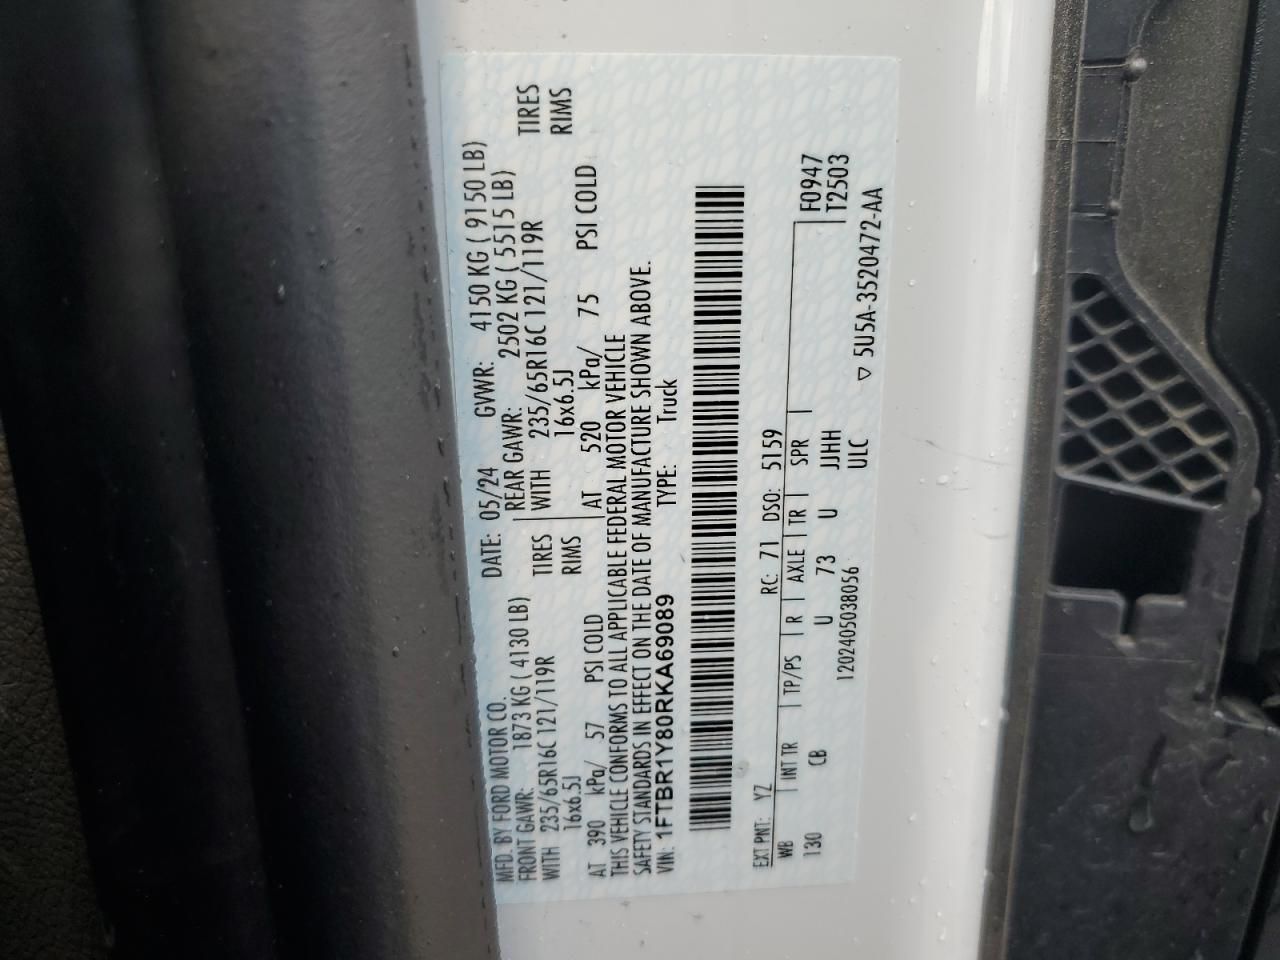 MFD. BY FORD MOTOR CO.
DATE: 05/24 GVWR: 4150 KG ( 9150 LB)
FRONT GAWR: 1873 KG ( 4130 LB) REAR GAWR: 2502 KG ( 5515 LB)
WITH 235/65R16C 121/119R TIRES WITH 235/65R16C 121/119R TIRES
16x6.5J RIMS 16x6.5J RIMS
AT 390 kPa/ 57 PSI COLD AT 520 kPa/ 75 PSI COLD
THIS VEHICLE CONFORMS TO ALL APPLICABLE FEDERAL MOTOR VEHICLE
SAFETY STANDARDS IN EFFECT ON THE DATE OF MANUFACTURE SHOWN ABOVE.
VIN: 1FTBR1Y80RKA69089 TYPE: Truck
EXT PNT: YZ RC: 71 DSO: 5159
WB INT TR TP/PS R AXLE TR SPR F0947
130 CB U 73 U JJHH T2503
1202405038056 ULC ▽ 5U5A-3520472-AA